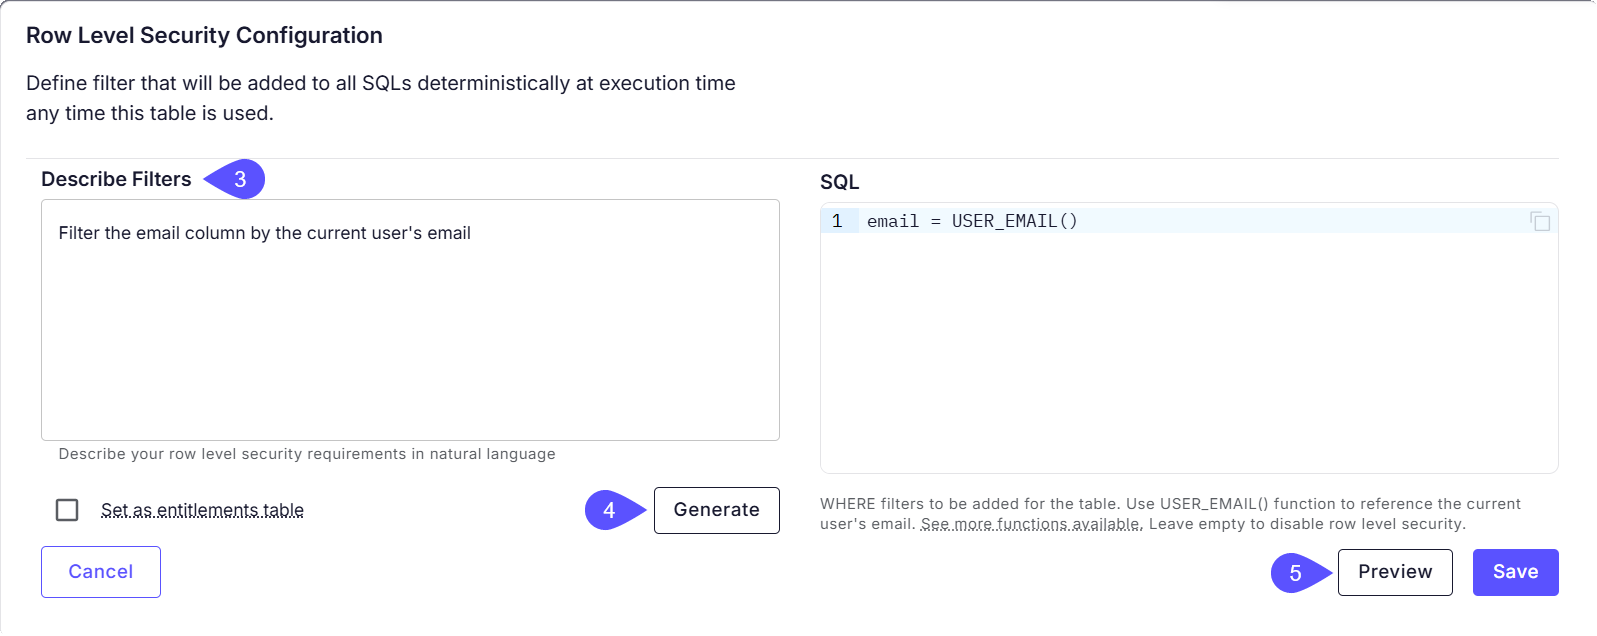 Row Level Security Configuration
Define filter that will be added to all SQLs deterministically at execution time
any time this table is used.
Describe Filters
3
Filter the email column by the current user's email
Describe your row level security requirements in natural language
Set as entitlements table
4
Generate
Cancel
SQL
1 email = USER_EMAIL()
WHERE filters to be added for the table. Use USER_EMAIL() function to reference the current
user's email. See more functions available. Leave empty to disable row level security.
5
Preview
Save